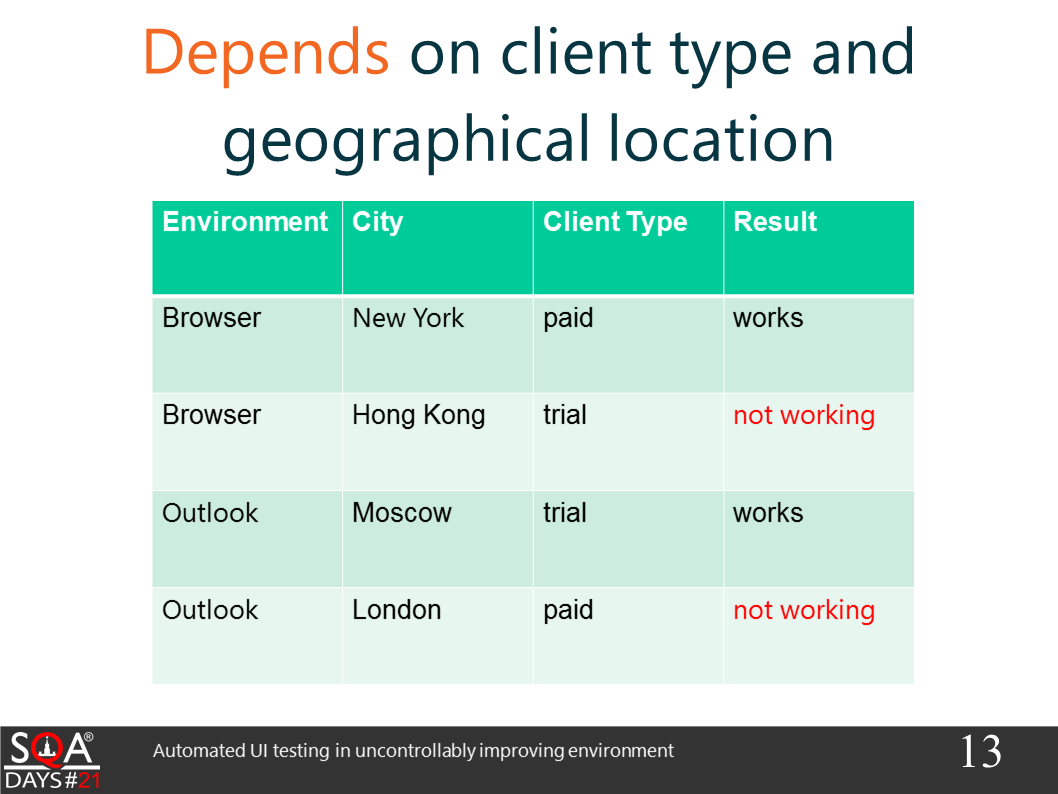 Depends on client type and
geographical location
Environment City Client Type Result
Browser New York paid works
Browser Hong Kong trial not working
Outlook Moscow trial works
Outlook London paid not working
SQA®
DAYS#21
Automated UI testing in uncontrollably improving environment
13